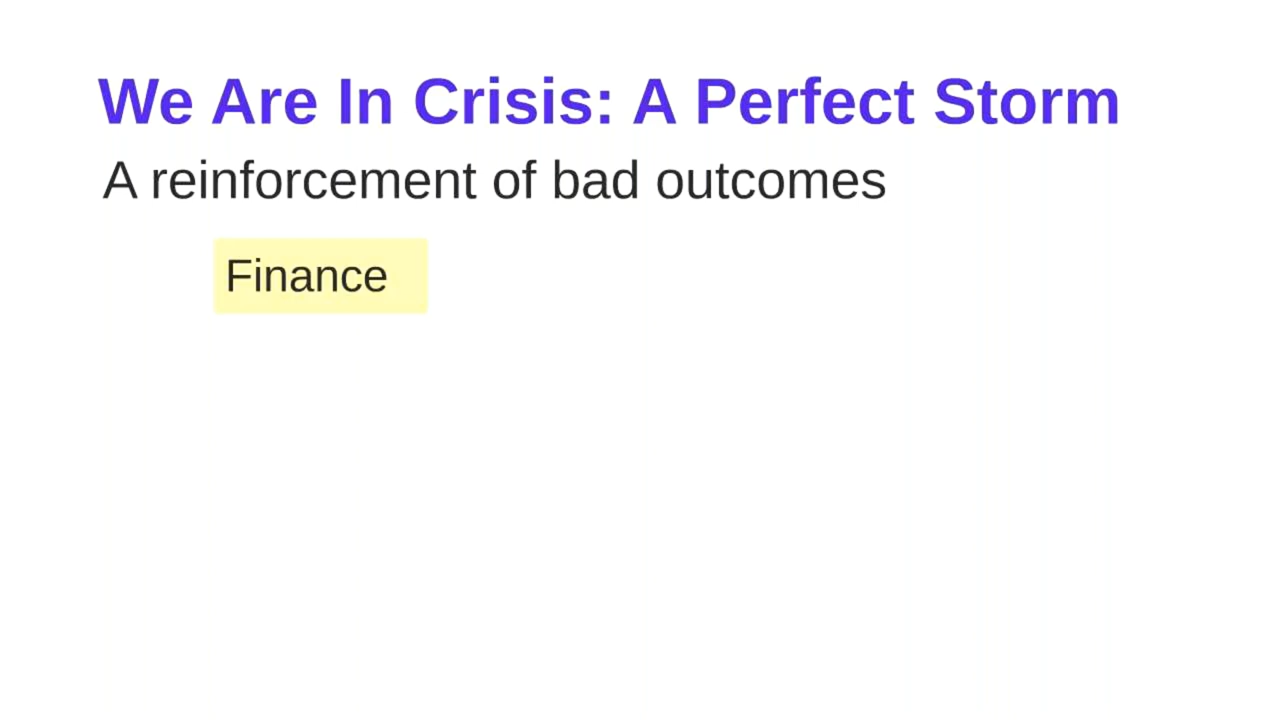 We Are In Crisis: A Perfect Storm
A reinforcement of bad outcomes
Finance